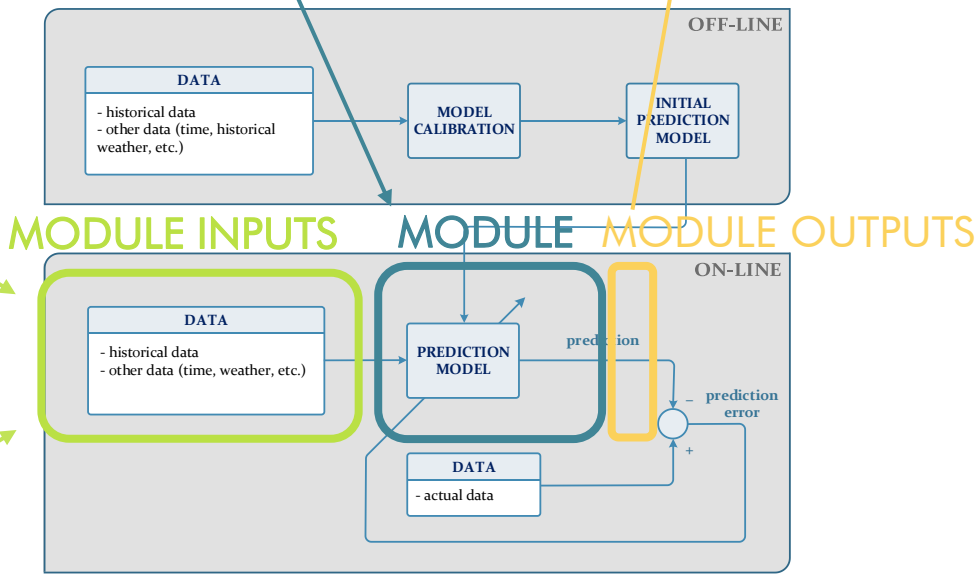 OFF-LINE
DATA
- historical data
- other data (time, historical
weather, etc.)
MODEL
CALIBRATION
INITIAL
PREDICTION
MODEL
MODULE INPUTS
MODULE
MODULE OUTPUTS
ON-LINE
DATA
- historical data
- other data (time, weather, etc.)
PREDICTION
MODEL
prediction
−
prediction
error
+
DATA
- actual data